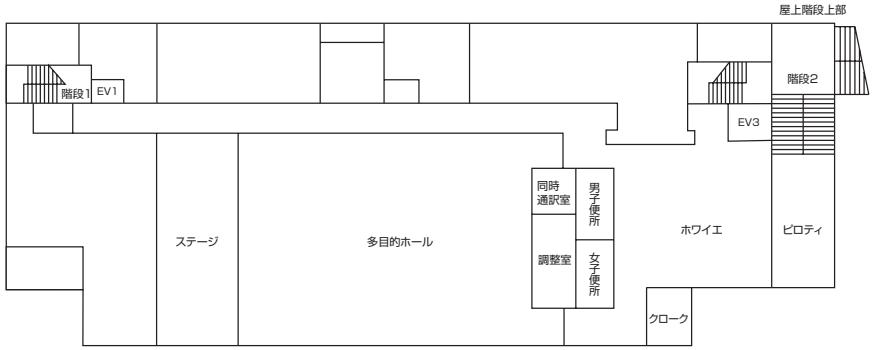 屋上階段上部
階段1
EV1
階段2
EV3
同時
通訳室
男子便所
ステージ
多目的ホール
ホワイエ
ピロティ
調整室
女子便所
クローク